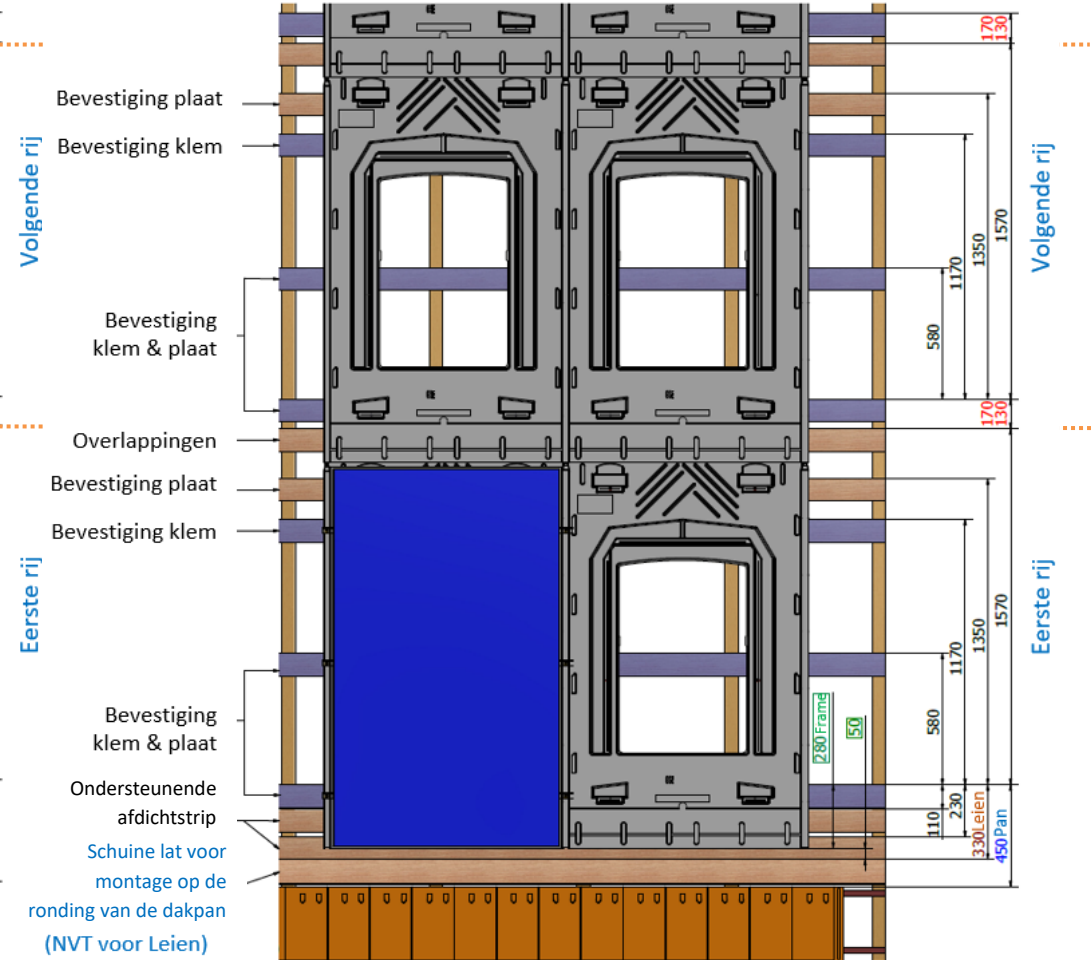 170
130
Bevestiging plaat
Bevestiging klem
Volgende rij
Volgende rij
1570
1350
1170
580
Bevestiging
klem & plaat
170
130
Overlappingen
Bevestiging plaat
Bevestiging klem
Eerste rij
Eerste rij
1570
1350
1170
580
Bevestiging
klem & plaat
280 Frame
50
Ondersteunende
afdichtstrip
110
230
330 Leien
450 Pan
Schuine lat voor
montage op de
ronding van de dakpan
(NVT voor Leien)